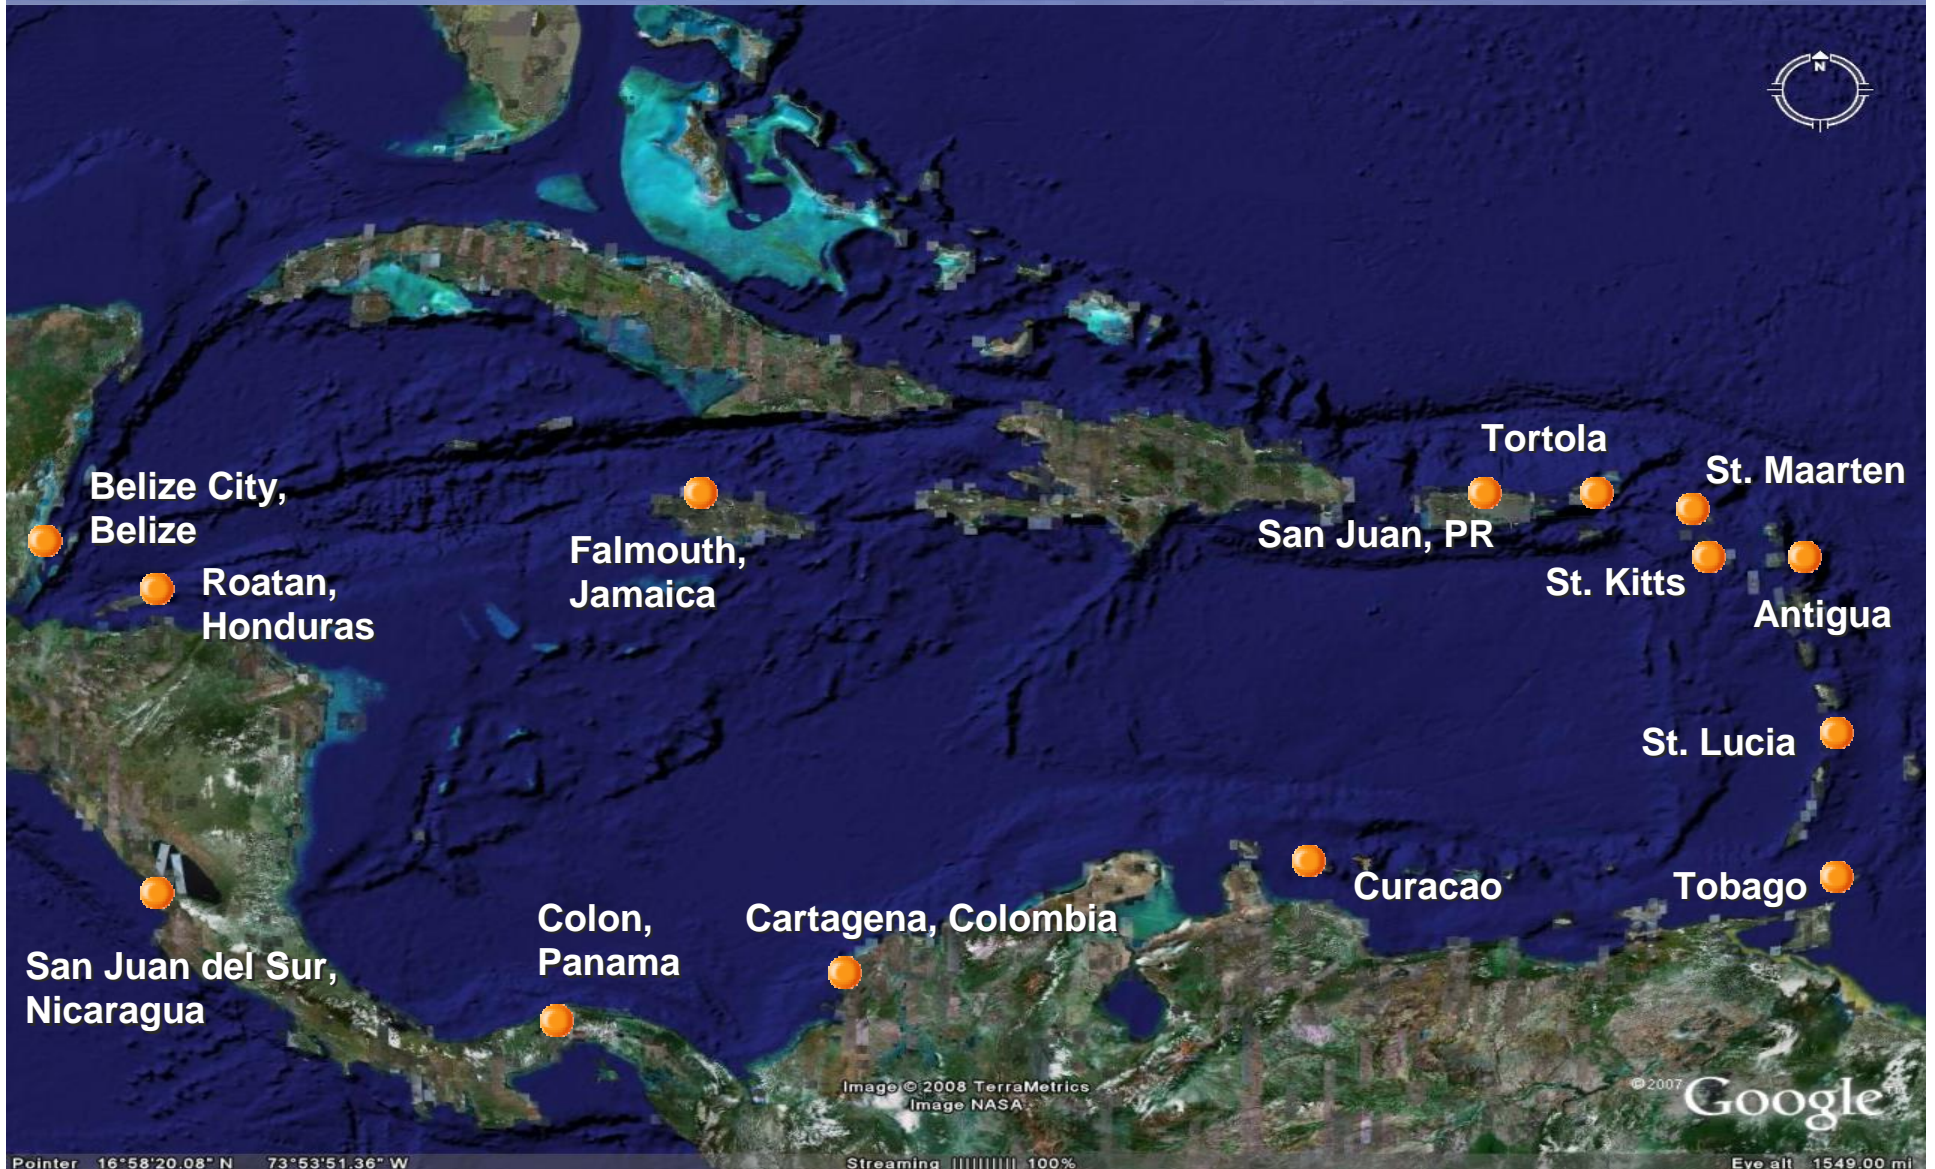 N
Tortola
St. Maarten
Belize City,
Belize
San Juan, PR
Falmouth,
Jamaica
Roatan,
Honduras
St. Kitts
Antigua
St. Lucia
Curacao
Tobago
Colon,
Panama
Cartagena, Colombia
San Juan del Sur,
Nicaragua
Image © 2008 TerraMetrics
Image NASA
©2007 Google™
Pointer 16°58'20.08" N 73°53'51.36" W
Streaming |||||||||| 100%
Eye alt 1549.00 mi